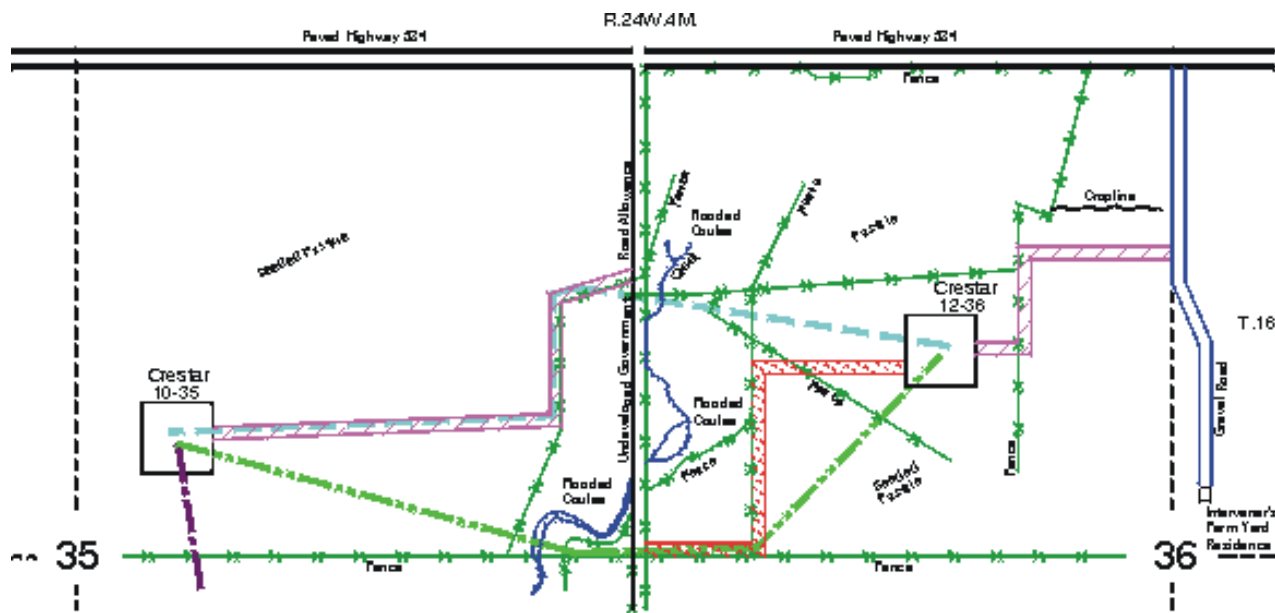 R.24W.4M.
Paved Highway 524
Paved Highway 524
Fence
Fence
Fence
Flooded
Coulee
Cropline
Pasture
Road Allowance
Undeveloped Government
Seeded Pasture
Crestar
12-36
T.16
Crestar
10-35
Fence
Flooded
Coulee
Gravel Road
Fence
Fence
Seeded
Pasture
Flooded
Coulee
Intervener's
Farm Yard
Residence
35
Fence
Fence
36